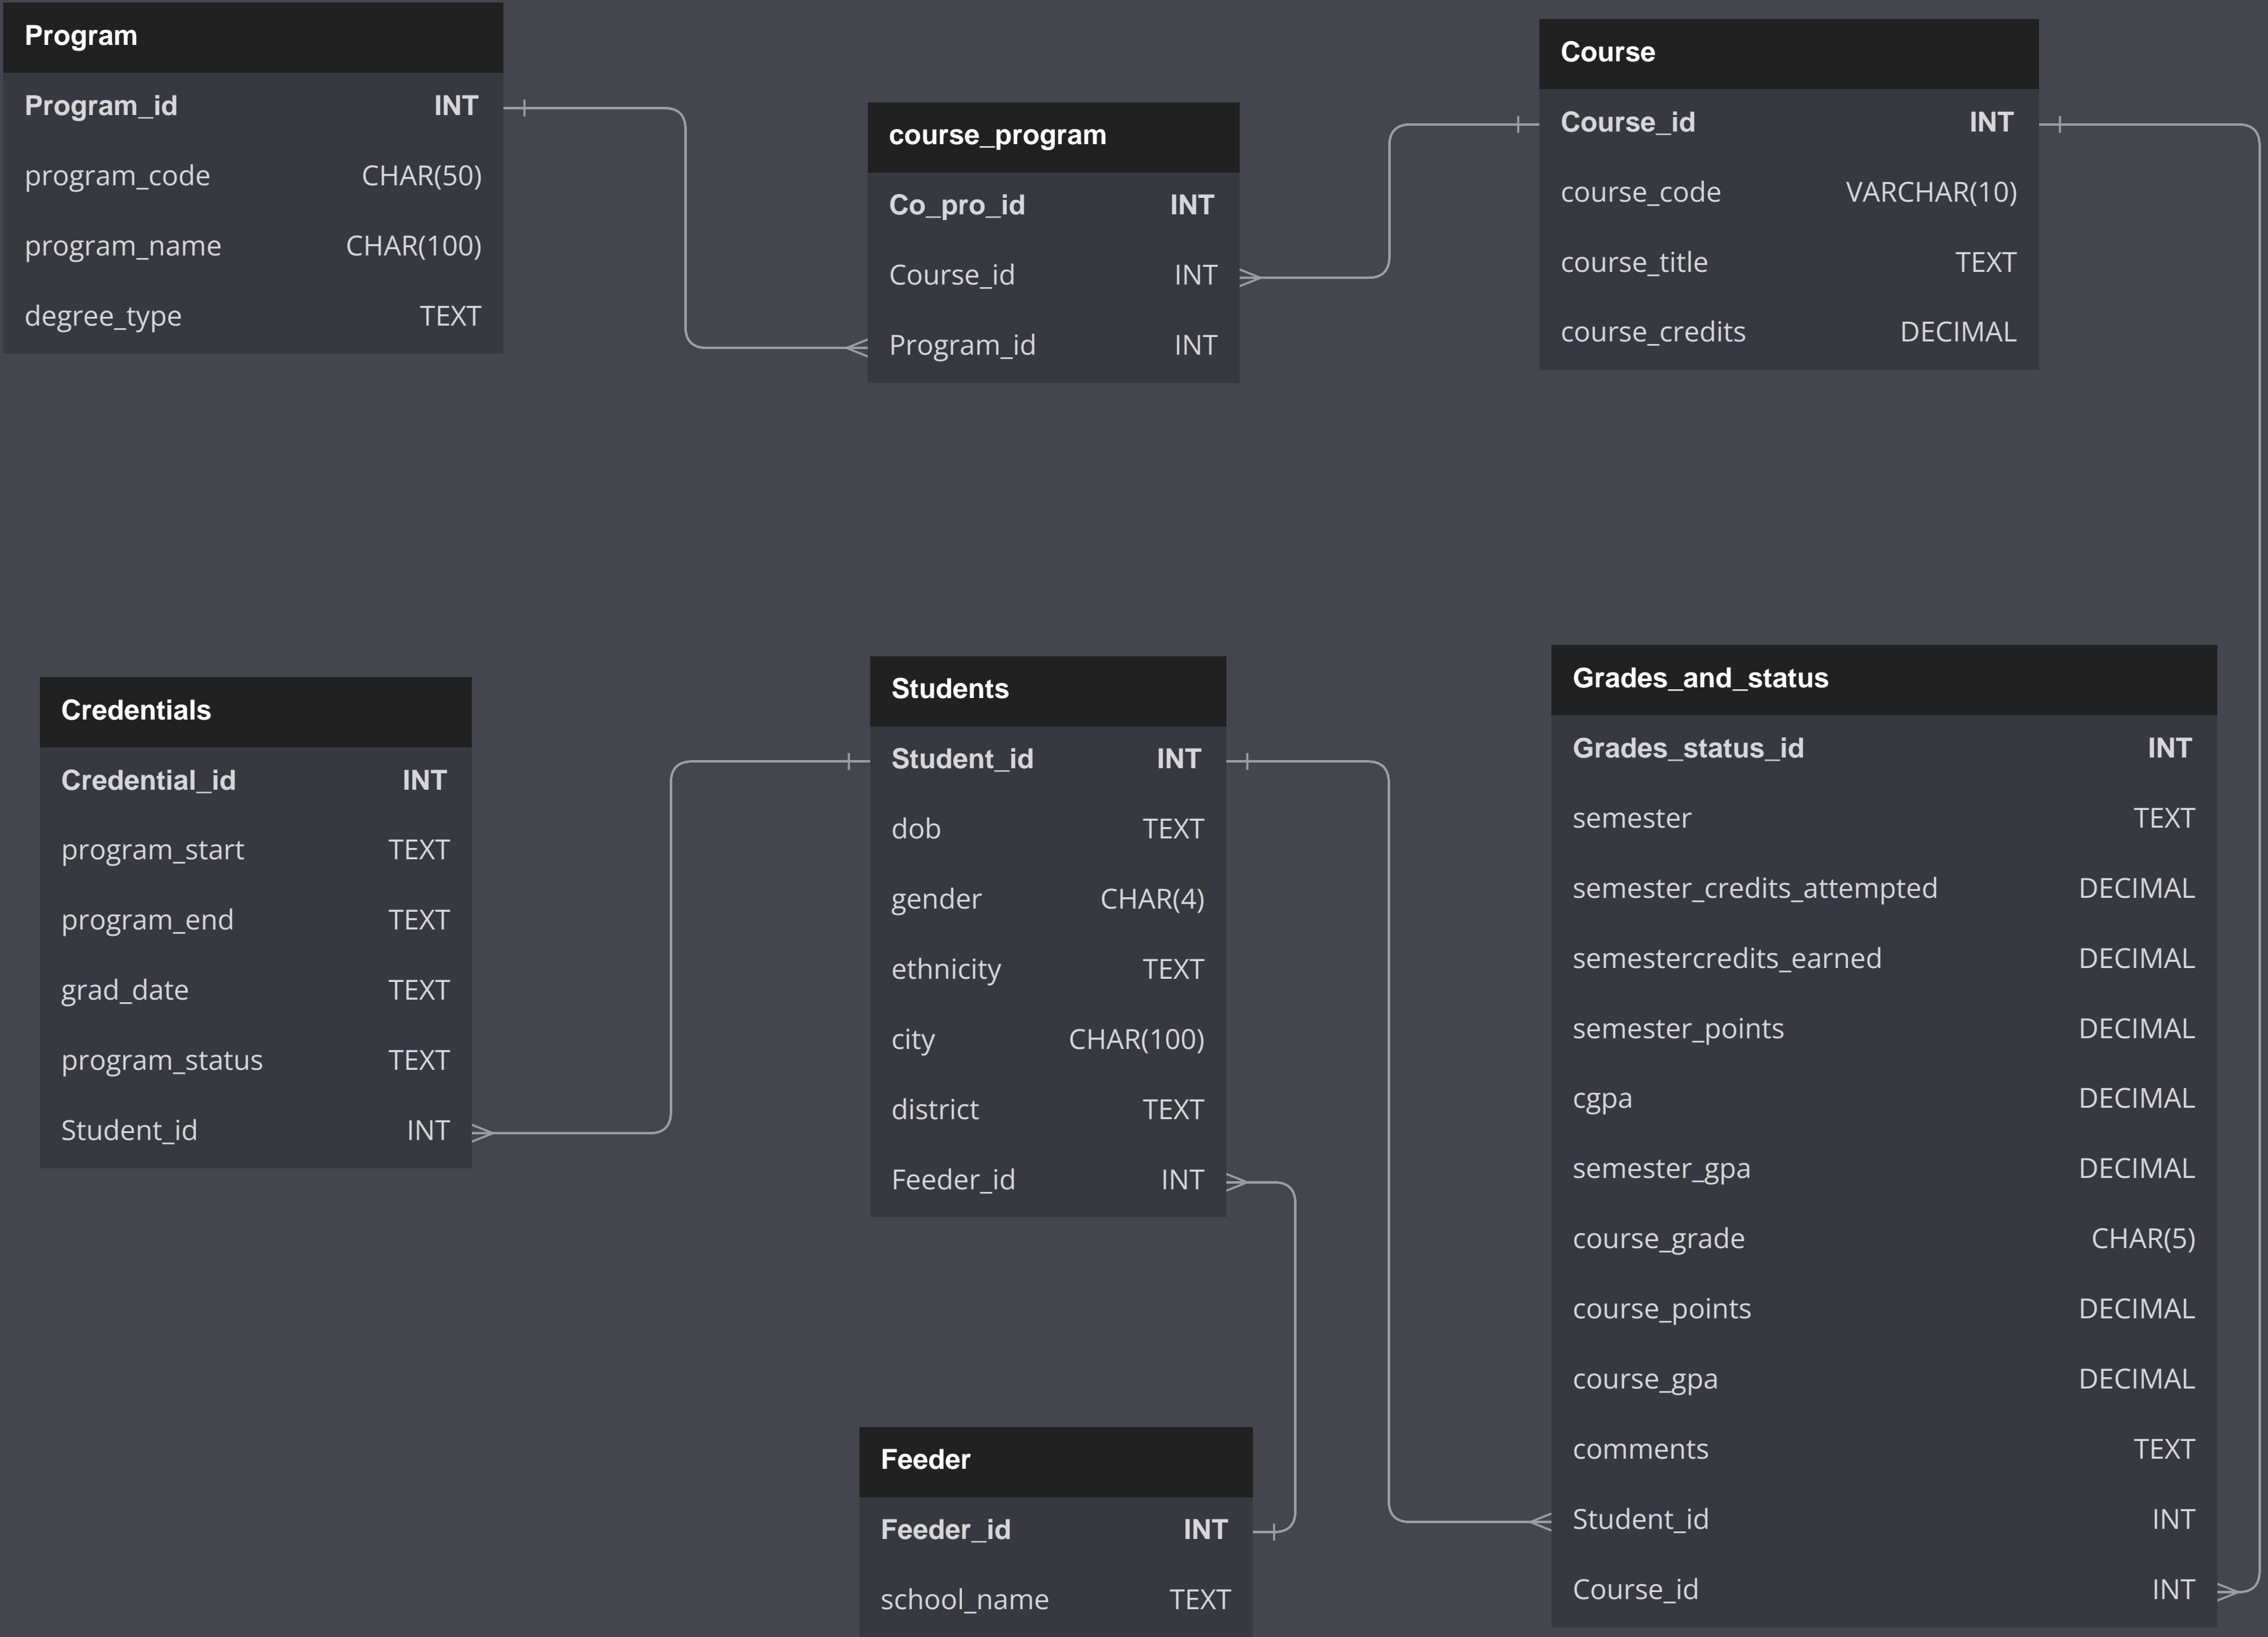 Program
Program_id INT
program_code CHAR(50)
program_name CHAR(100)
degree_type TEXT
course_program
Co_pro_id INT
Course_id INT
Program_id INT
Course
Course_id INT
course_code VARCHAR(10)
course_title TEXT
course_credits DECIMAL
Credentials
Credential_id INT
program_start TEXT
program_end TEXT
grad_date TEXT
program_status TEXT
Student_id INT
Students
Student_id INT
dob TEXT
gender CHAR(4)
ethnicity TEXT
city CHAR(100)
district TEXT
Feeder_id INT
Feeder
Feeder_id INT
school_name TEXT
Grades_and_status
Grades_status_id INT
semester TEXT
semester_credits_attempted DECIMAL
semestercredits_earned DECIMAL
semester_points DECIMAL
cgpa DECIMAL
semester_gpa DECIMAL
course_grade CHAR(5)
course_points DECIMAL
course_gpa DECIMAL
comments TEXT
Student_id INT
Course_id INT